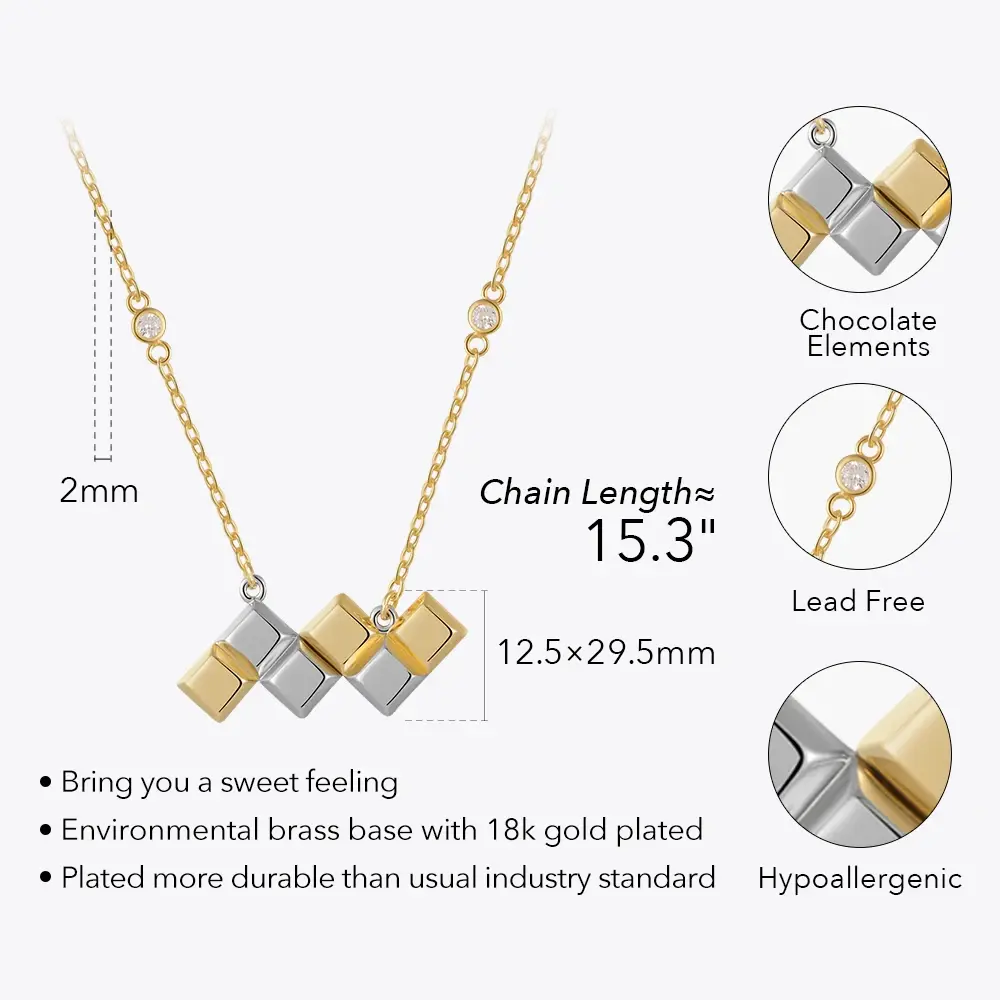 2mm
Chain Length≈
15.3"
12.5×29.5mm
• Bring you a sweet feeling
• Environmental brass base with 18k gold plated
• Plated more durable than usual industry standard
Chocolate
Elements
Lead Free
Hypoallergenic